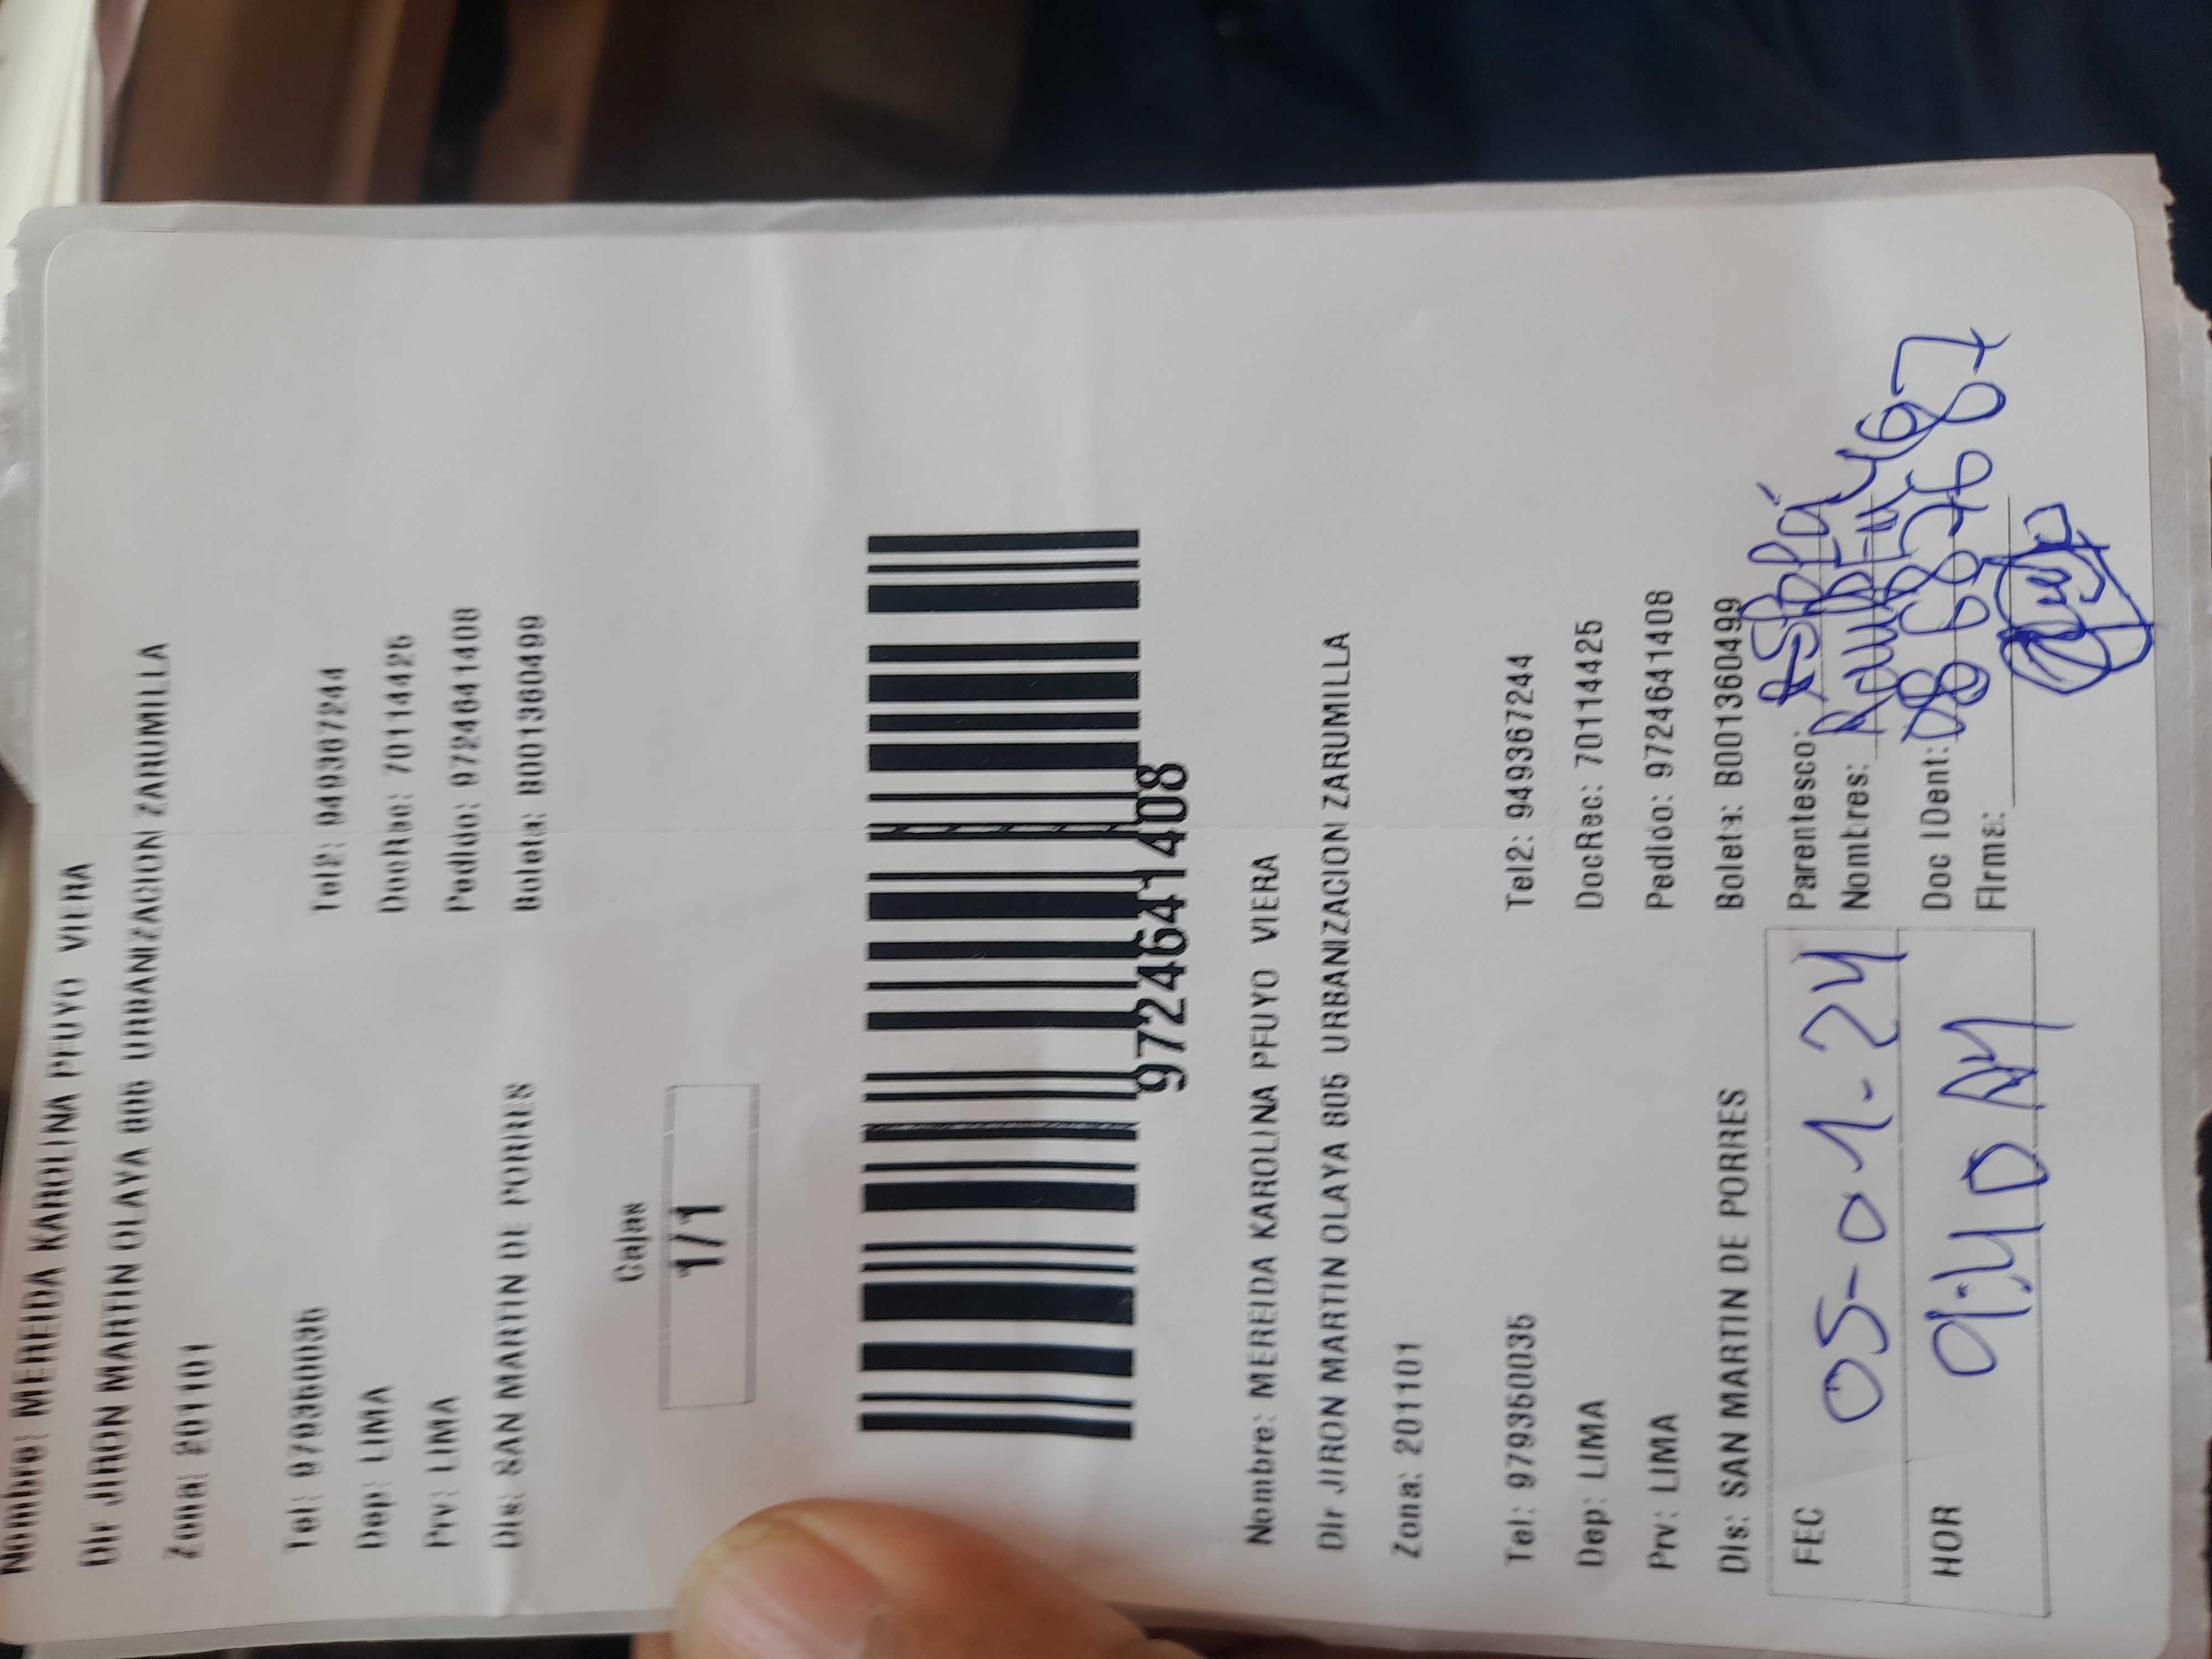 Nombre: MEREIDA KAROLINA PFUYO VIERA
Dir JIRON MARTIN OLAYA 805 URBANIZACION ZARUMILLA
Zona: 201101
Tel: 979350035 Tel2: 949367244
Dep: LIMA DocRec: 70114425
Prv: LIMA Pedido: 9724641408
Dis: SAN MARTIN DE PORRES Boleta: B001360499
Cajas
1/1
9724641408
Nombre: MEREIDA KAROLINA PFUYO VIERA
Dir JIRON MARTIN OLAYA 805 URBANIZACION ZARUMILLA
Zona: 201101
Tel: 979350035 Tel2: 949367244
Dep: LIMA DocRec: 70114425
Prv: LIMA Pedido: 9724641408
Dis: SAN MARTIN DE PORRES Boleta: B001360499
FEC 05-01-24 Parentesco:
Nombres:
HOR 9:40 AM Doc IDent:
Firma: